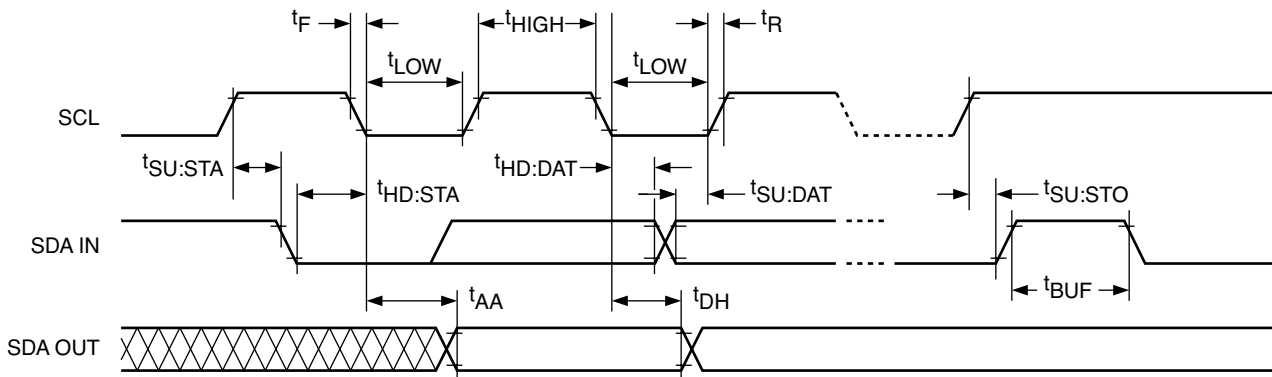 tF
tHIGH
tR
tLOW
tLOW
SCL
tSU:STA
tHD:STA
tHD:DAT
tSU:DAT
tSU:STO
SDA IN
tAA
tDH
tBUF
SDA OUT